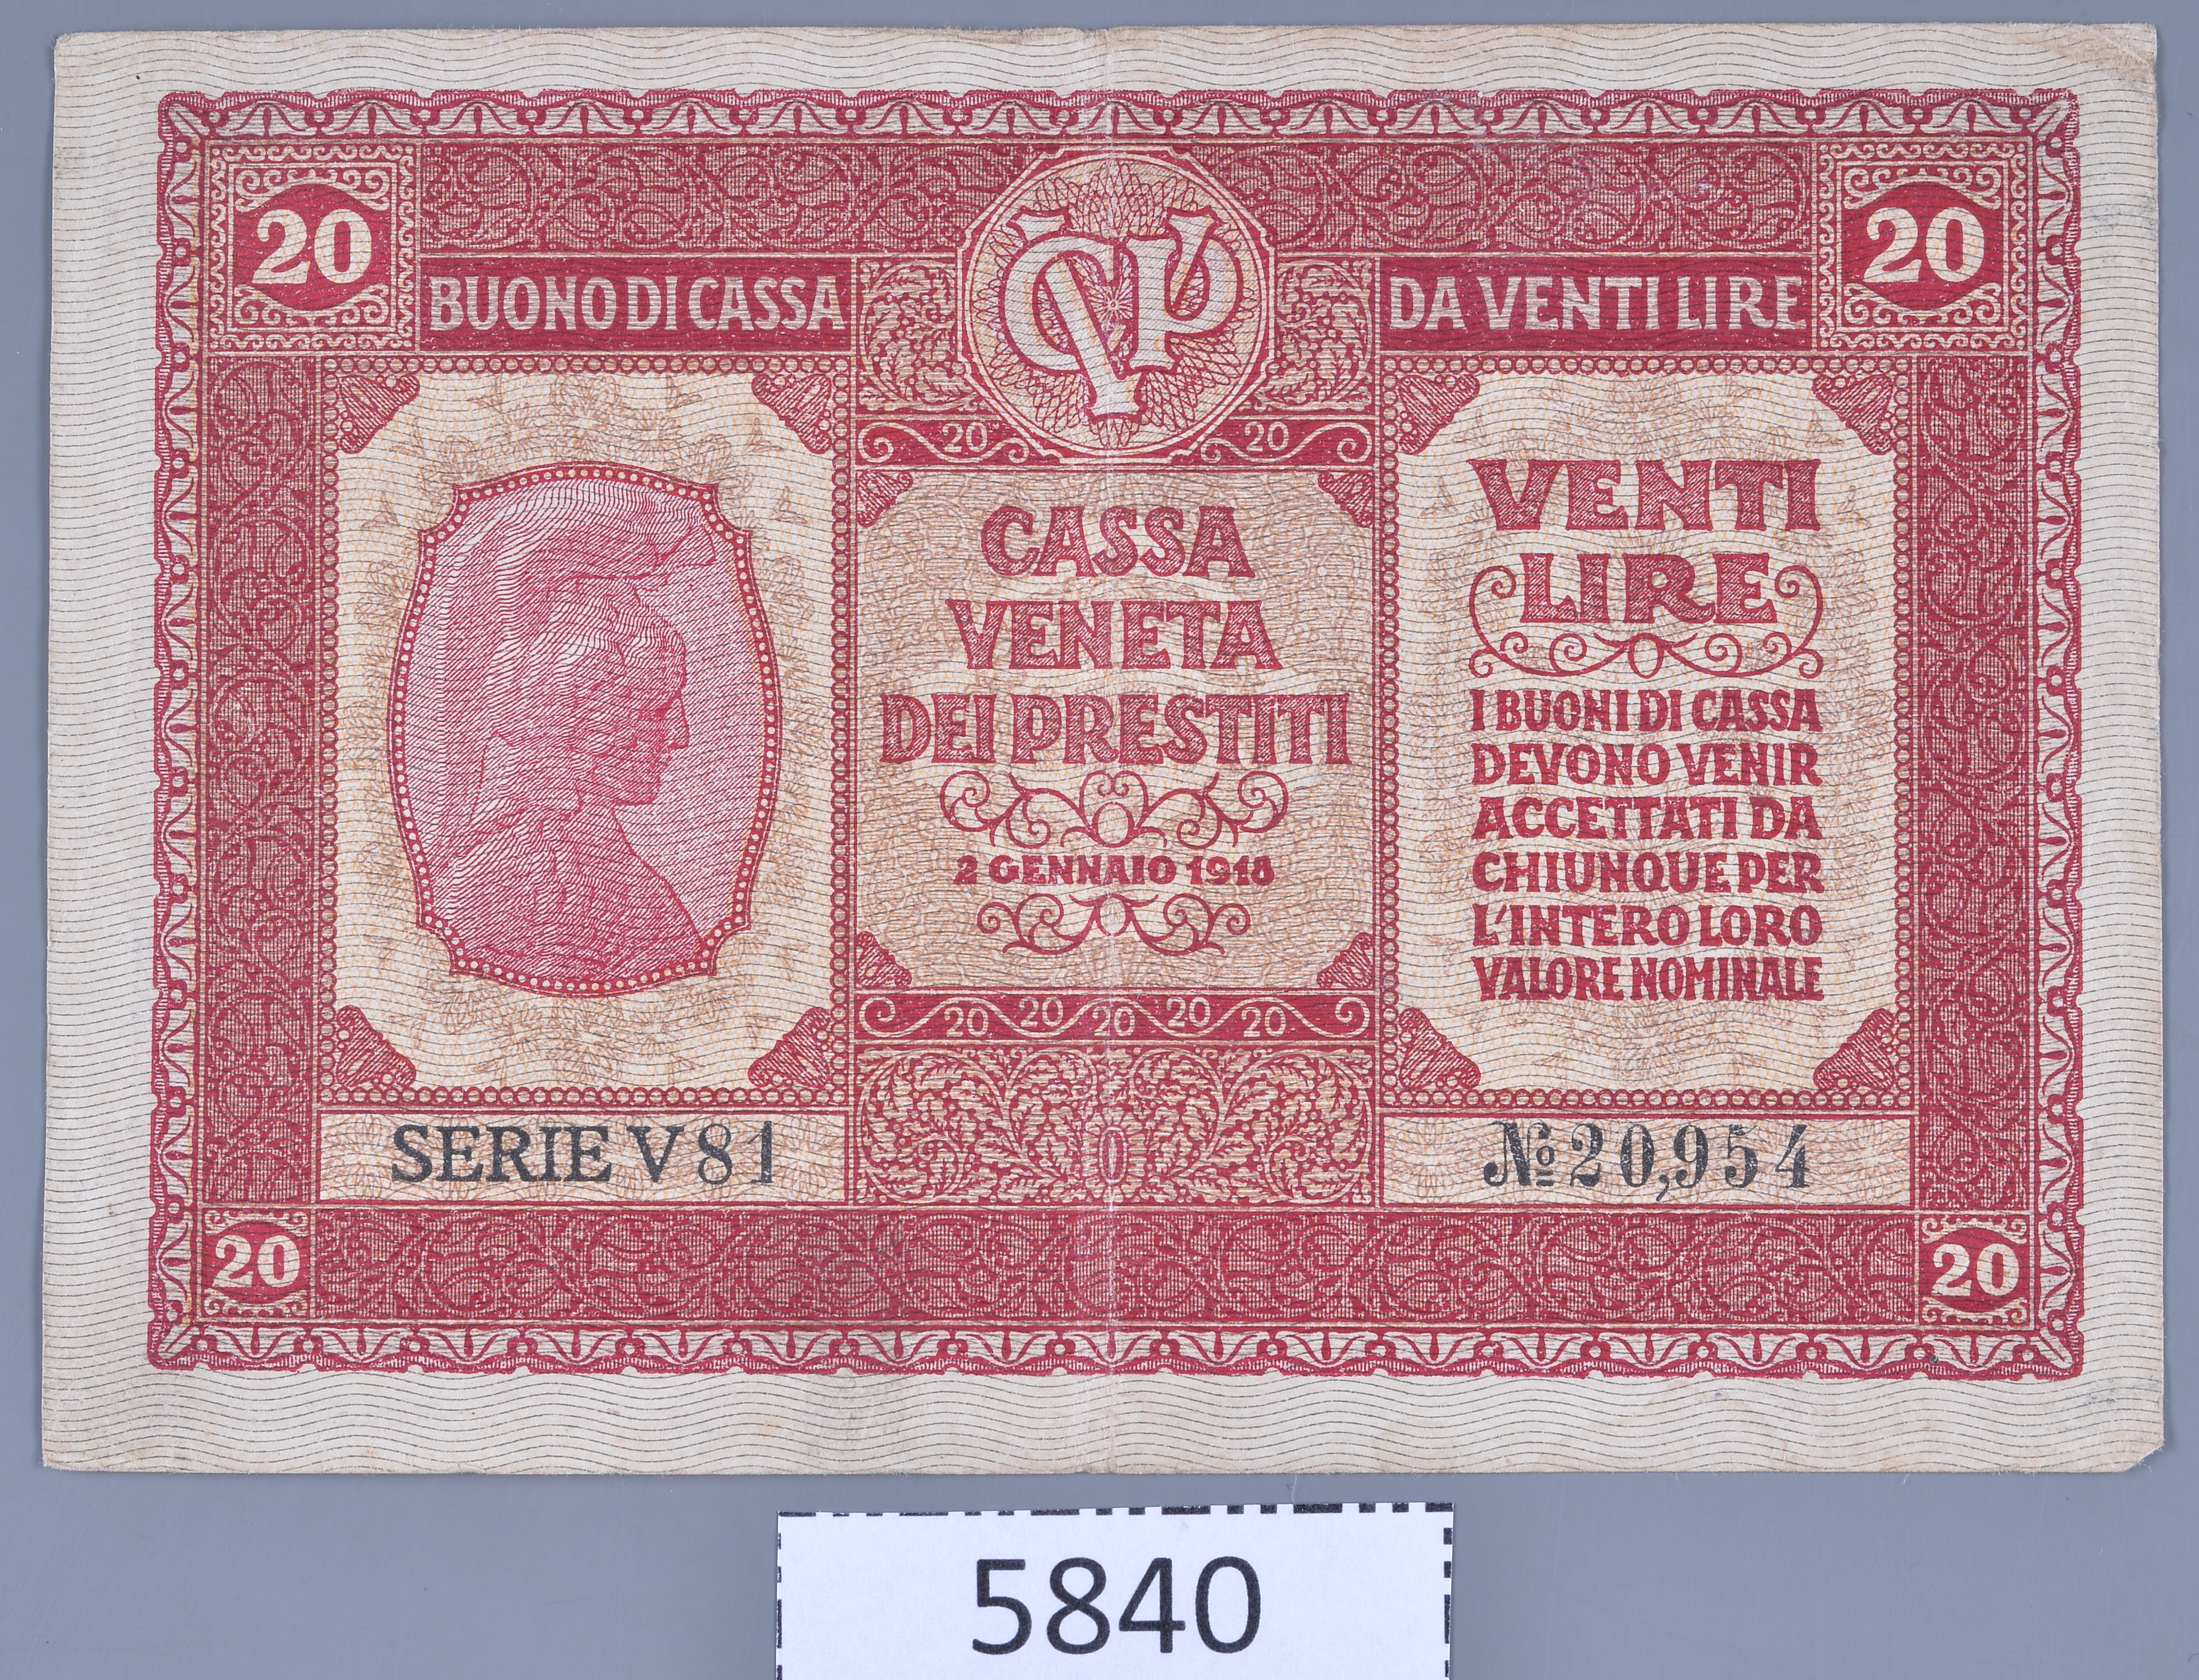 20
20
BUONO DI CASSA
CVP
DA VENTI LIRE
20
20
CASSA
VENETA
DEI PRESTITI
2 GENNAIO 1918
20 20 20 20 20
VENTI
LIRE
I BUONI DI CASSA
DEVONO VENIR
ACCETTATI DA
CHIUNQUE PER
L'INTERO LORO
VALORE NOMINALE
SERIE V 81
№ 20,954
20
20
5840